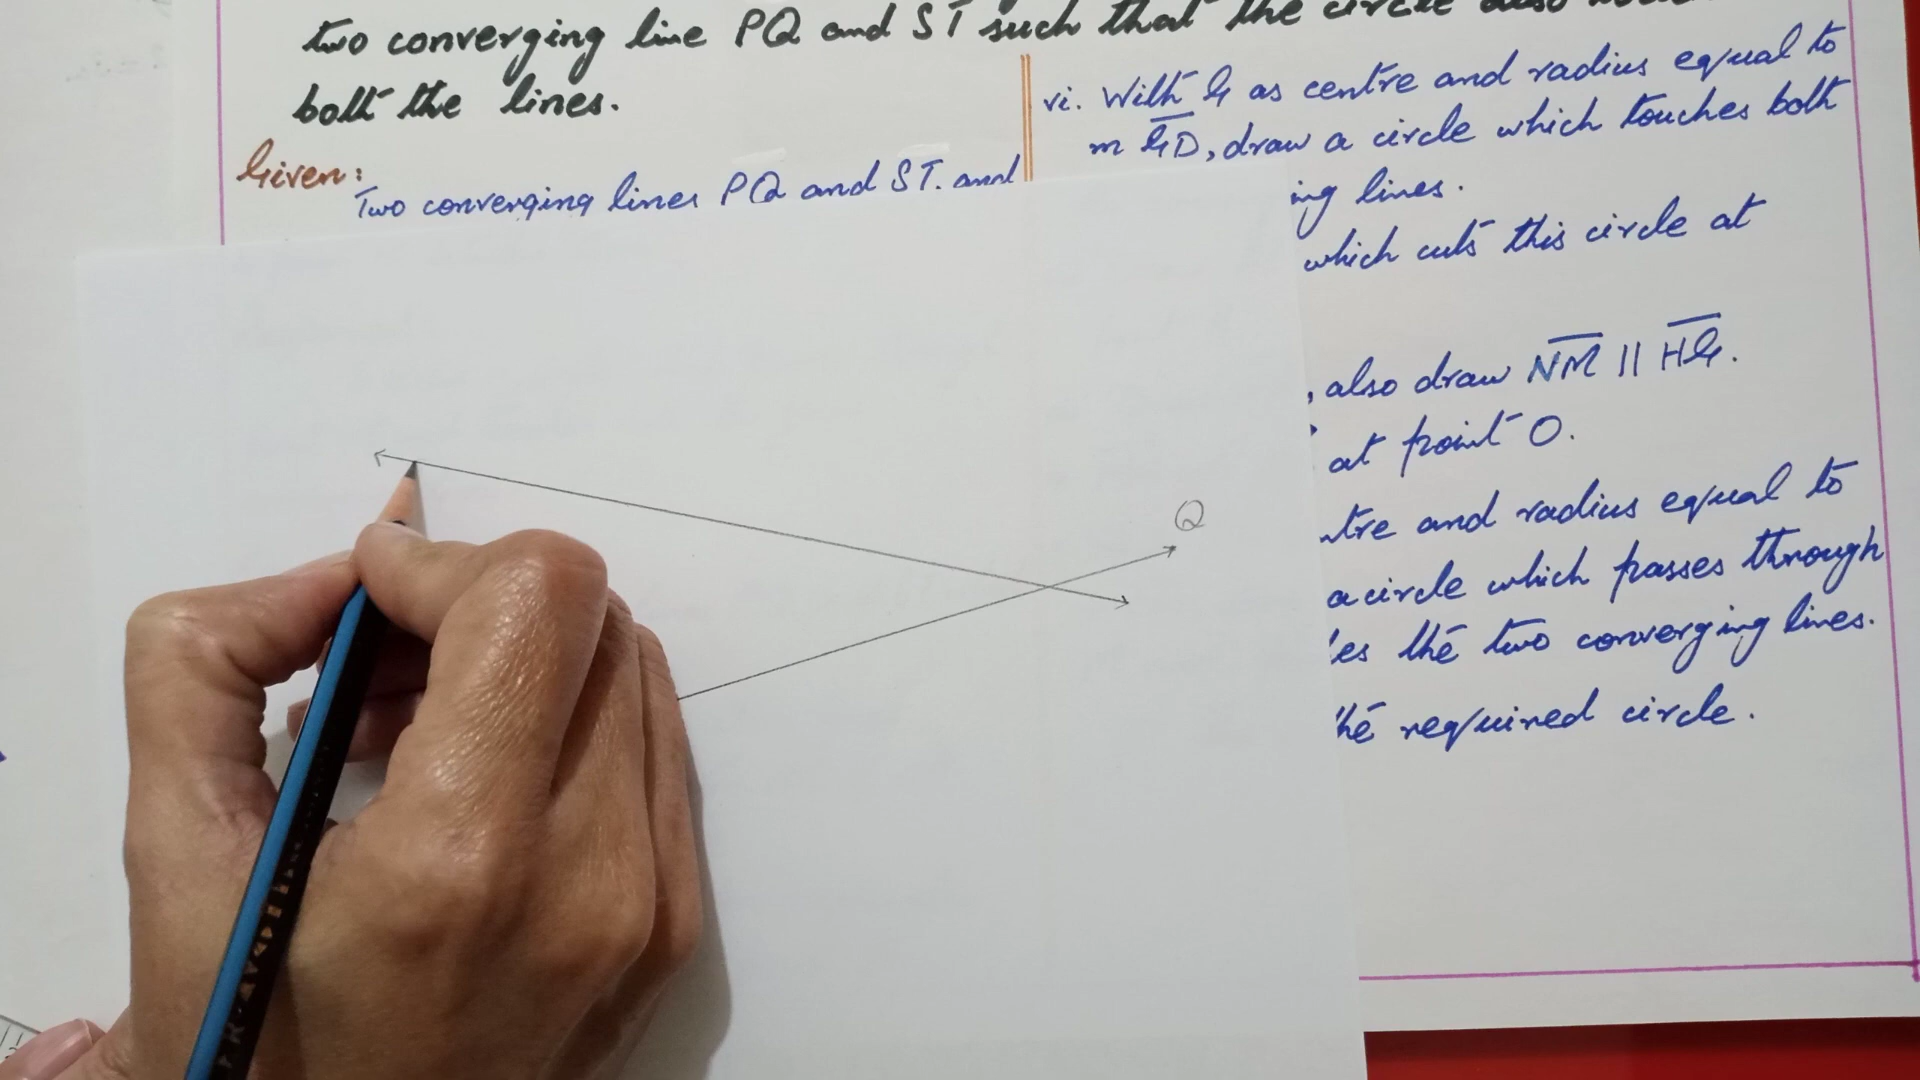 two converging line PQ and ST such that the circle also
both the lines.
Given:
Two converging lines PQ and ST. and
vi. With G as centre and radius equal to
m GD, draw a circle which touches both
ing lines.
which cuts this circle at
, also draw NM || HG.
at point O.
tre and radius equal to
a circle which passes through
es the two converging lines.
he required circle.
Q